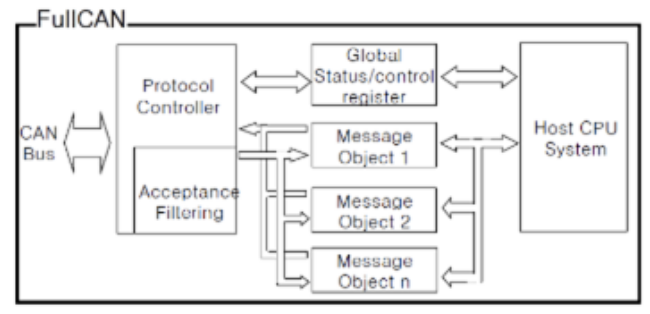 FullCAN
CAN
Bus
Protocol
Controller
Acceptance
Filtering
Global
Status/control
register
Message
Object 1
Message
Object 2
Message
Object n
Host CPU
System